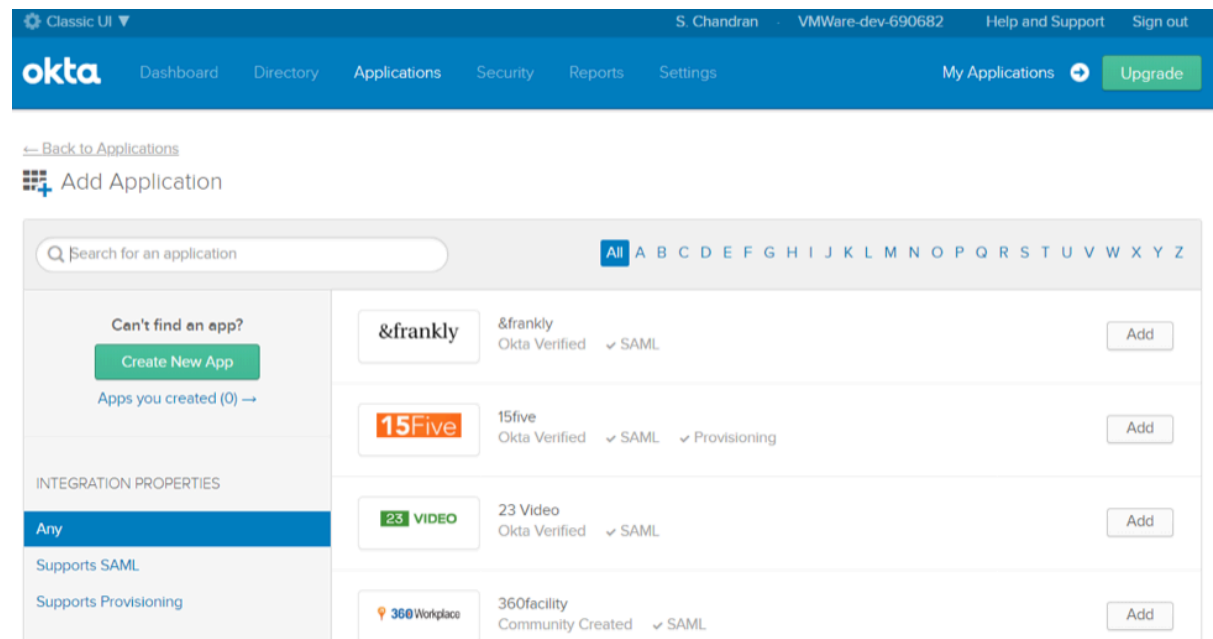 Classic UI ▼ S. Chandran · VMWare-dev-690682 Help and Support Sign out
okta Dashboard Directory Applications Security Reports Settings My Applications Upgrade
← Back to Applications
Add Application
Search for an application All A B C D E F G H I J K L M N O P Q R S T U V W X Y Z
Can't find an app?
Create New App
Apps you created (0) →
INTEGRATION PROPERTIES
Any
Supports SAML
Supports Provisioning
&frankly &frankly Add
Okta Verified ✓ SAML
15Five 15five Add
Okta Verified ✓ SAML ✓ Provisioning
23 VIDEO 23 Video Add
Okta Verified ✓ SAML
360Workplace 360facility Add
Community Created ✓ SAML